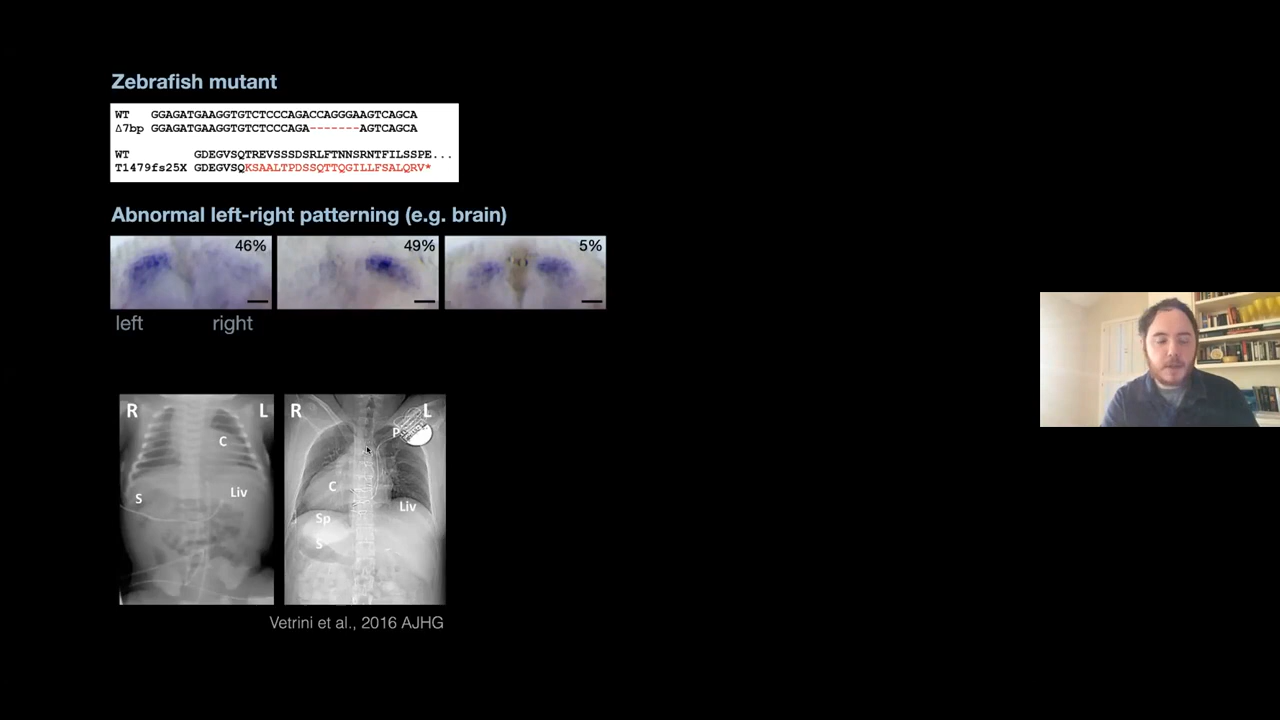 Zebrafish mutant
WT GGAGATGAAGGTGTCTCCCAGACCAGGGAAGTCAGCA
Δ7bp GGAGATGAAGGTGTCTCCCAGA-------AGTCAGCA
WT GDEGVSQTREVSSSDSRLFTNNSRNTFILSSPE...
T1479fs25X GDEGVSQKSAALTPDSSQTTQGILLFSALQRV*
Abnormal left-right patterning (e.g. brain)
46% 49% 5%
left right
R L R L
C P
S Liv C Liv
Sp
S
Vetrini et al., 2016 AJHG